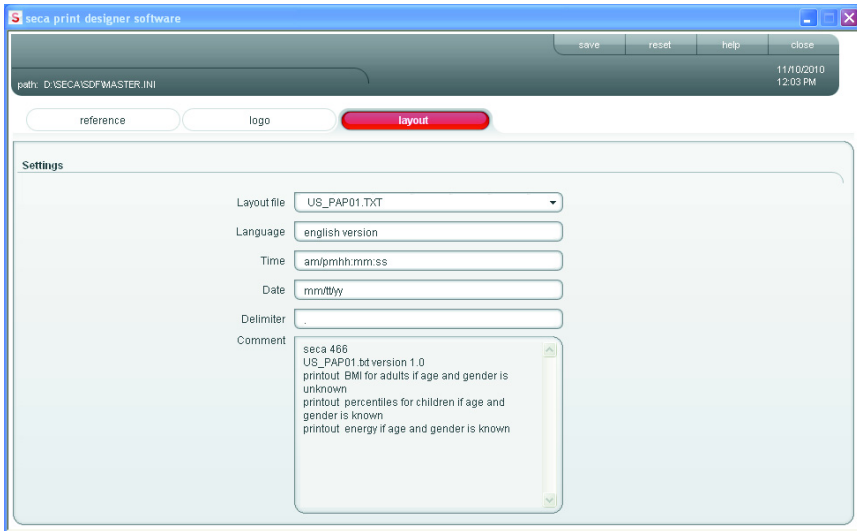 S seca print designer software
save reset help close
path: D:\SECA\SDF\MASTER.INI
11/10/2010
12:03 PM
reference logo layout
Settings
Layout file US_PAP01.TXT
Language english version
Time am/pmhh:mm:ss
Date mm/tt/yy
Delimiter .
Comment
seca 466
US_PAP01.txt version 1.0
printout BMI for adults if age and gender is
unknown
printout percentiles for children if age and
gender is known
printout energy if age and gender is known